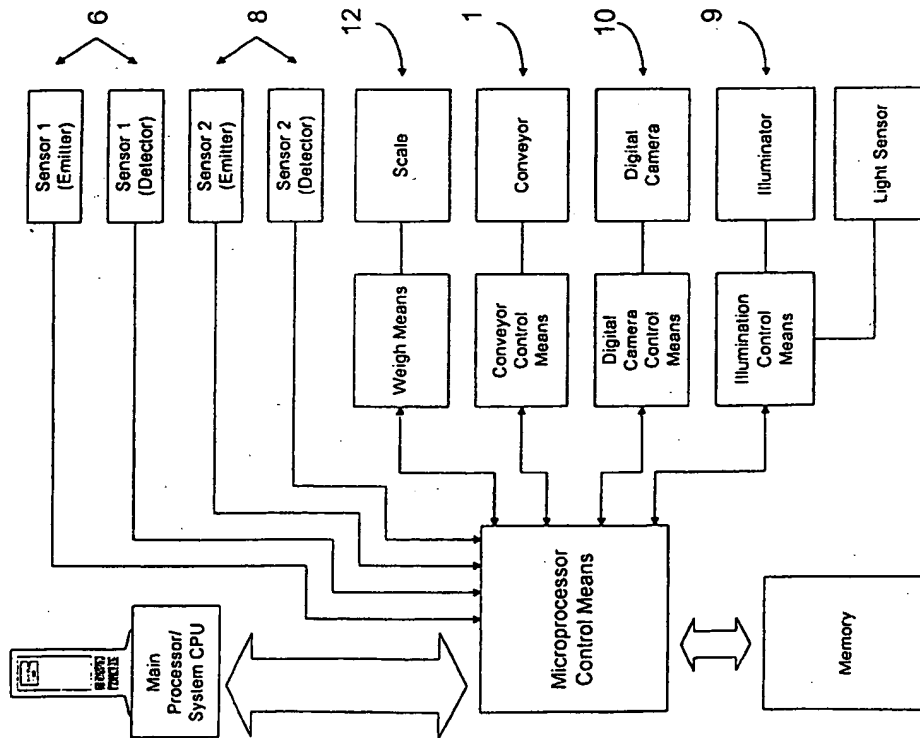 Sensor 1
(Emitter)
Sensor 1
(Detector)
6
Sensor 2
(Emitter)
Sensor 2
(Detector)
8
Weigh Means
Scale
12
Conveyor
Control
Means
Conveyor
1
Digital
Camera
Control
Means
Digital
Camera
10
Illumination
Control
Means
Illuminator
9
Light Sensor
Main
Processor/
System CPU
Microprocessor
Control Means
Memory